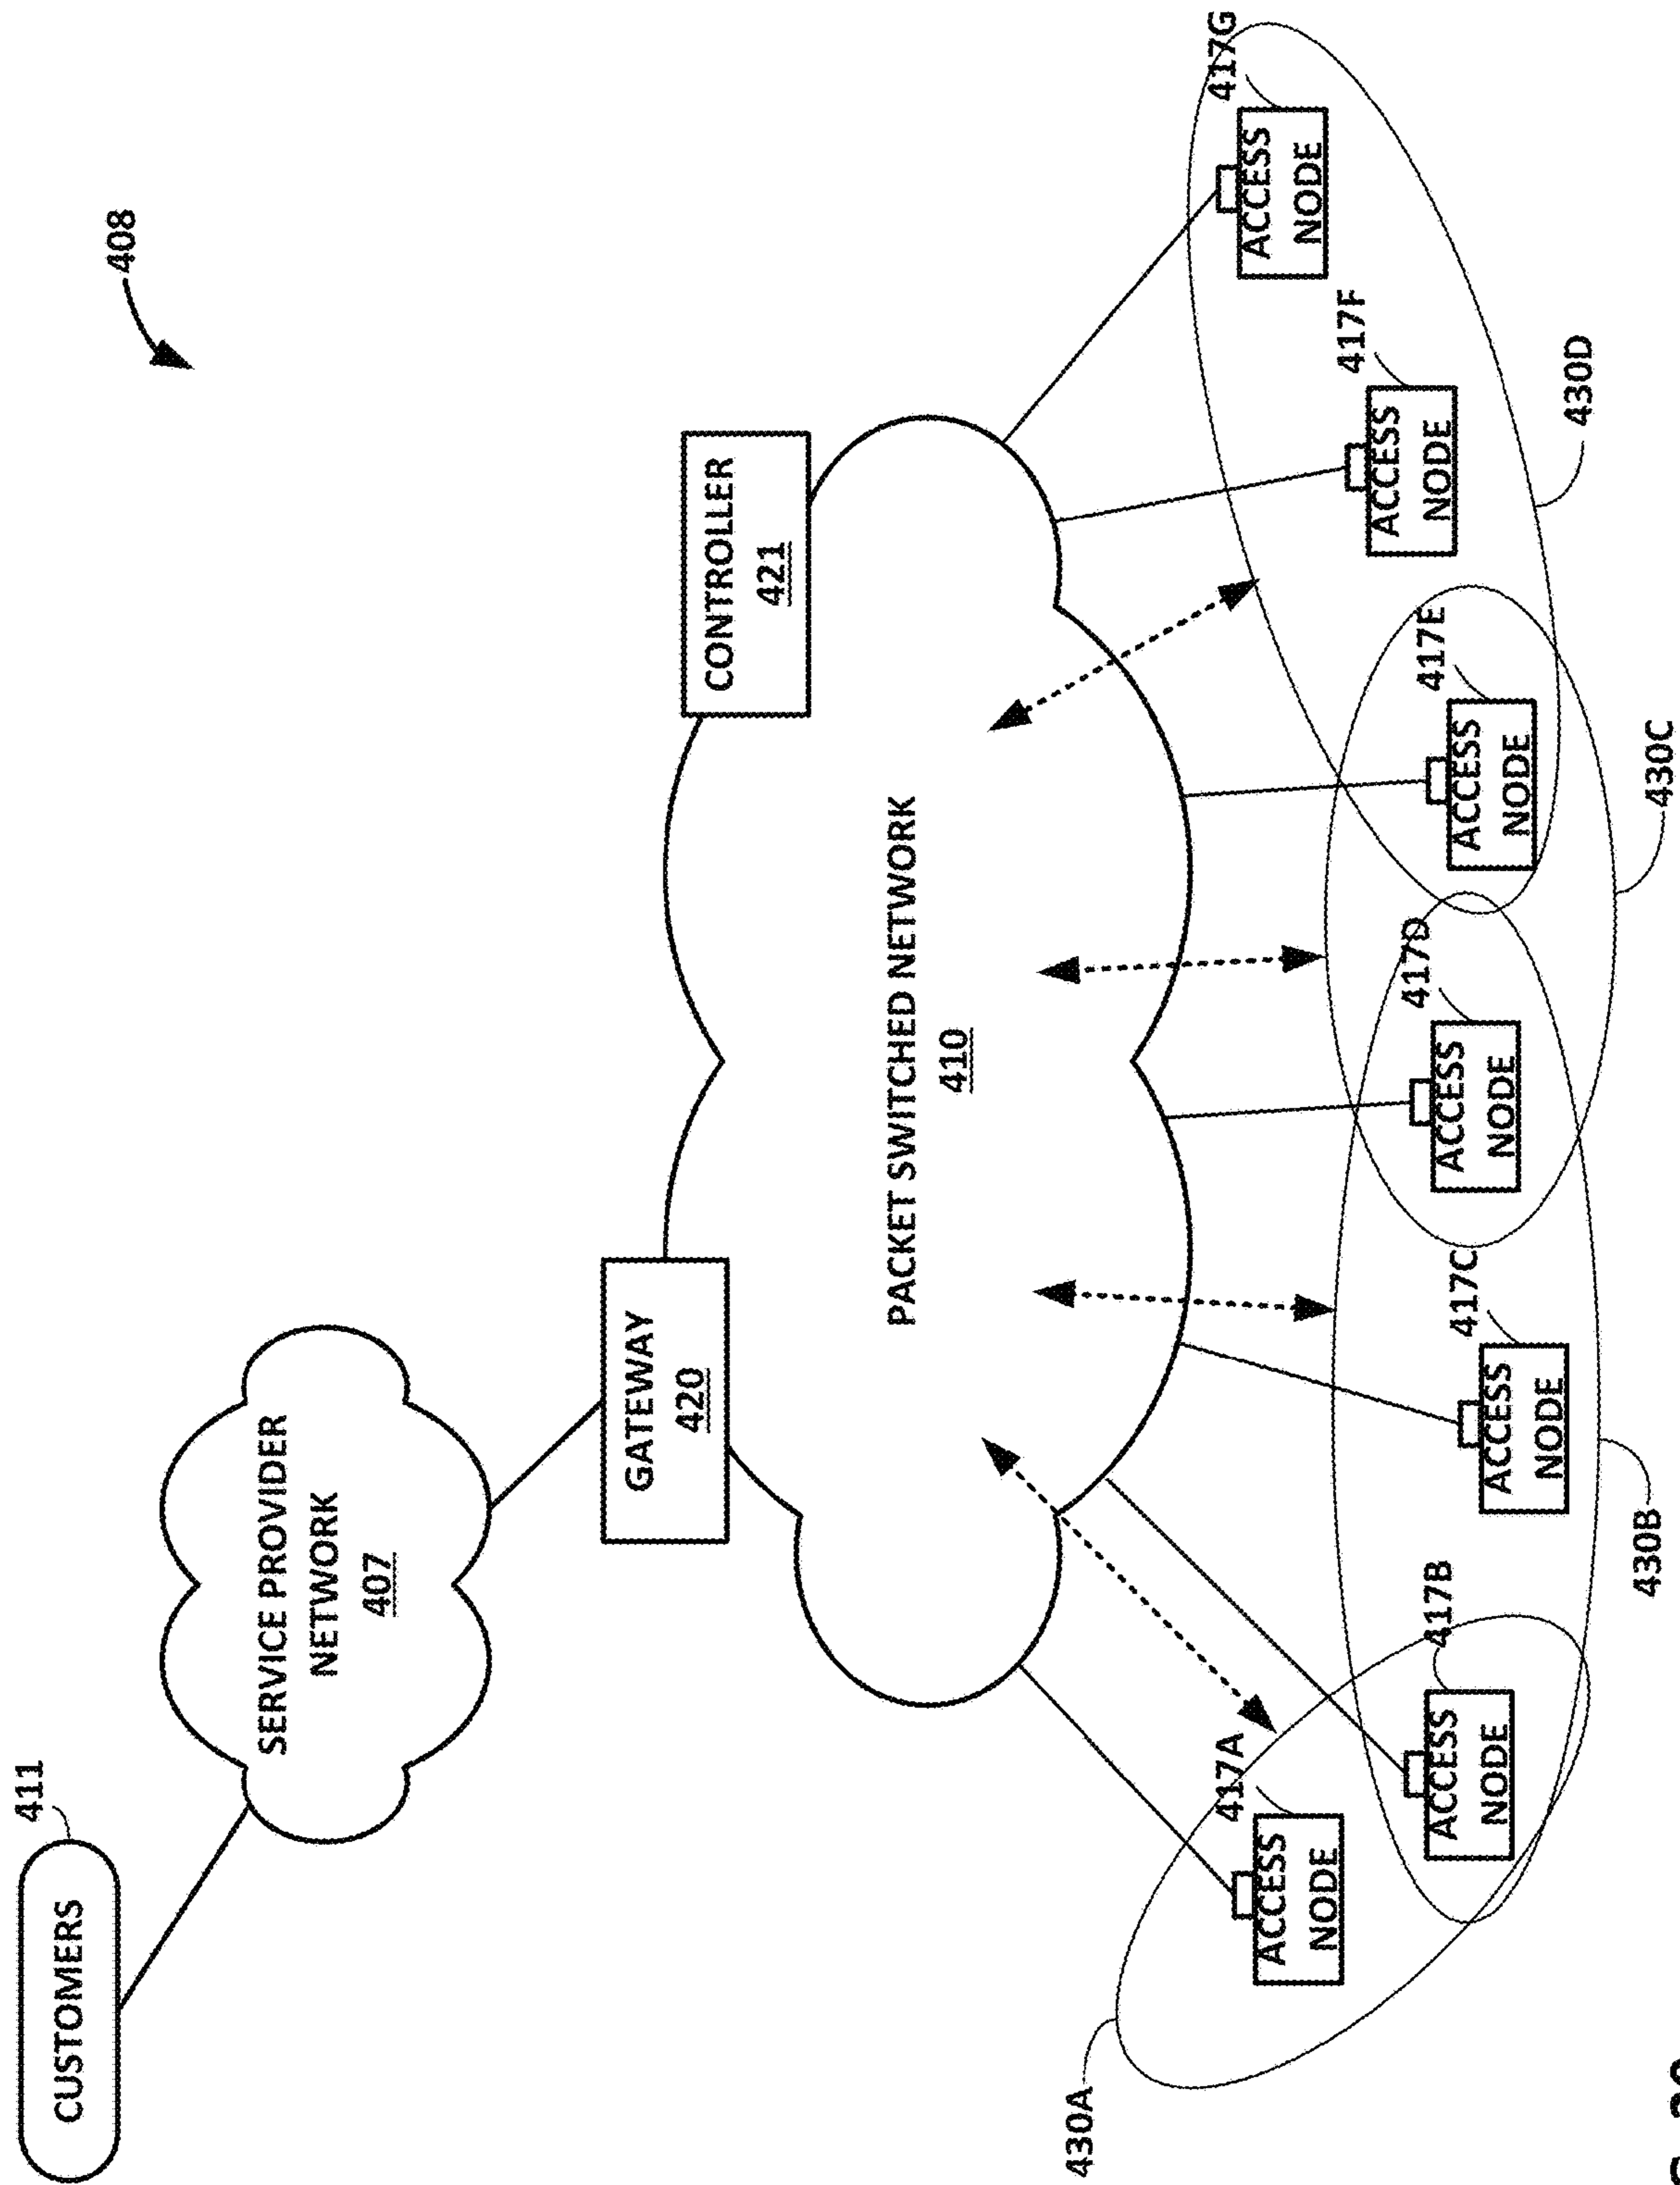 CUSTOMERS
411
408
SERVICE PROVIDER
NETWORK
407
GATEWAY
420
CONTROLLER
421
PACKET SWITCHED NETWORK
410
417A
ACCESS
NODE
417B
ACCESS
NODE
417C
ACCESS
NODE
417D
ACCESS
NODE
417E
ACCESS
NODE
417F
ACCESS
NODE
417G
ACCESS
NODE
430A
430B
430C
430D